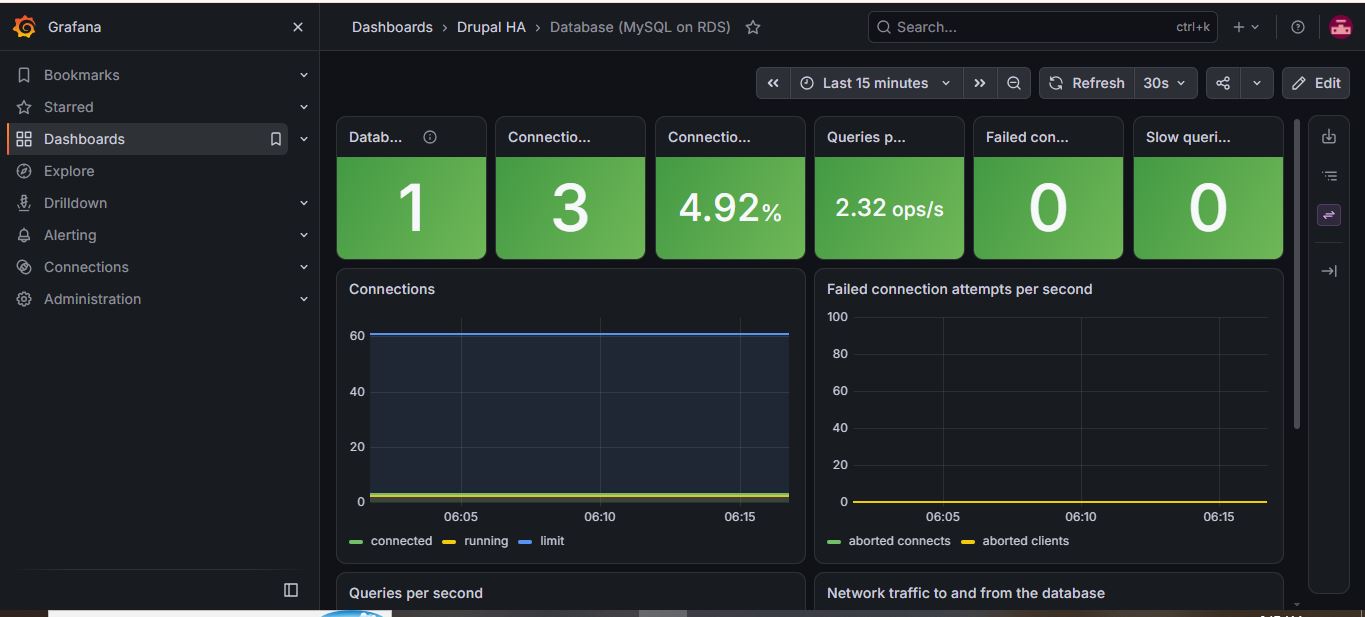 Grafana
Dashboards › Drupal HA › Database (MySQL on RDS)
Search...
ctrl+k
Bookmarks
Starred
Dashboards
Explore
Drilldown
Alerting
Connections
Administration
Last 15 minutes
Refresh
30s
Edit
Datab...
1
Connectio...
3
Connectio...
4.92%
Queries p...
2.32 ops/s
Failed con...
0
Slow queri...
0
Connections
60
40
20
0
06:05
06:10
06:15
connected
running
limit
Failed connection attempts per second
100
80
60
40
20
0
06:05
06:10
06:15
aborted connects
aborted clients
Queries per second
Network traffic to and from the database